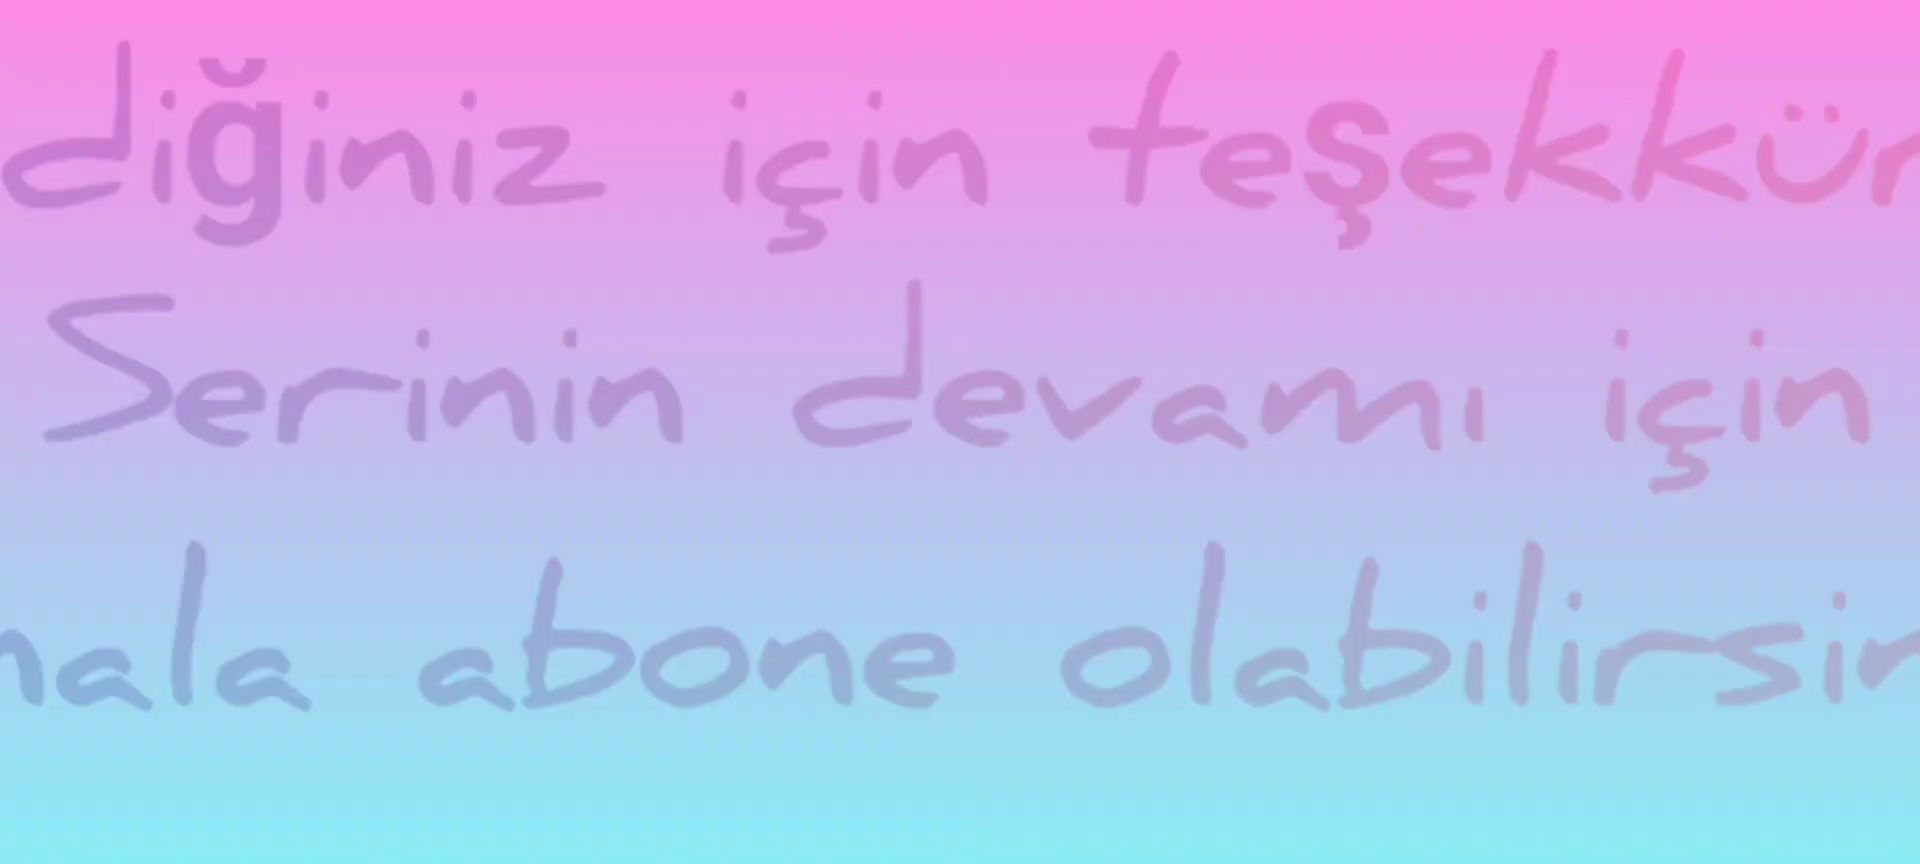 diğiniz için teşekkür
Serinin devamı için
nala abone olabilirsin